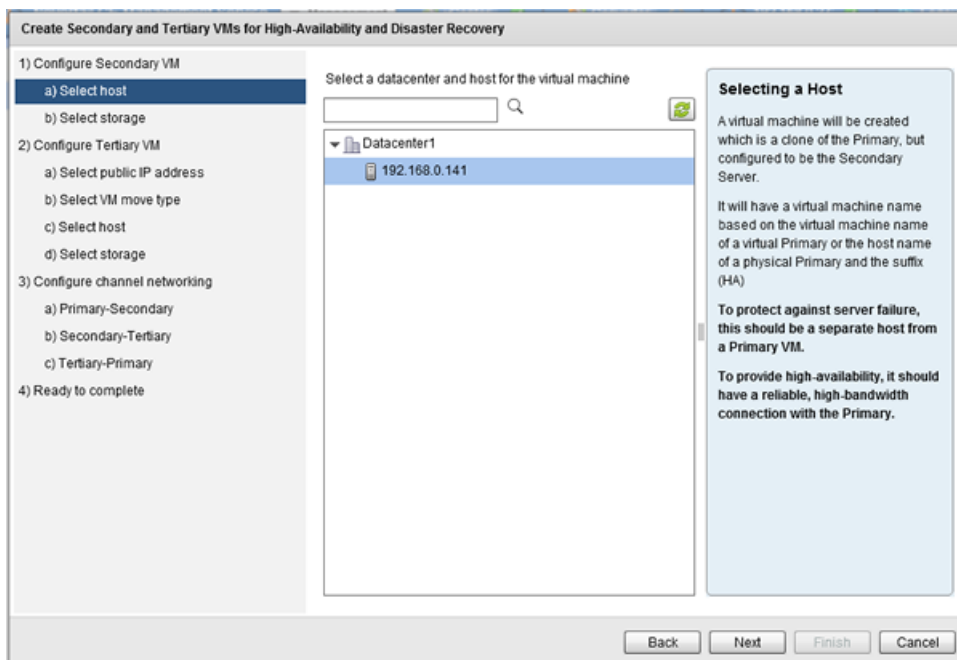 Create Secondary and Tertiary VMs for High-Availability and Disaster Recovery
1) Configure Secondary VM
a) Select host
b) Select storage
2) Configure Tertiary VM
a) Select public IP address
b) Select VM move type
c) Select host
d) Select storage
3) Configure channel networking
a) Primary-Secondary
b) Secondary-Tertiary
c) Tertiary-Primary
4) Ready to complete
Select a datacenter and host for the virtual machine
Datacenter1
192.168.0.141
Selecting a Host
A virtual machine will be created
which is a clone of the Primary, but
configured to be the Secondary
Server.
It will have a virtual machine name
based on the virtual machine name
of a virtual Primary or the host name
of a physical Primary and the suffix
(HA)
To protect against server failure,
this should be a separate host from
a Primary VM.
To provide high-availability, it should
have a reliable, high-bandwidth
connection with the Primary.
Back
Next
Finish
Cancel